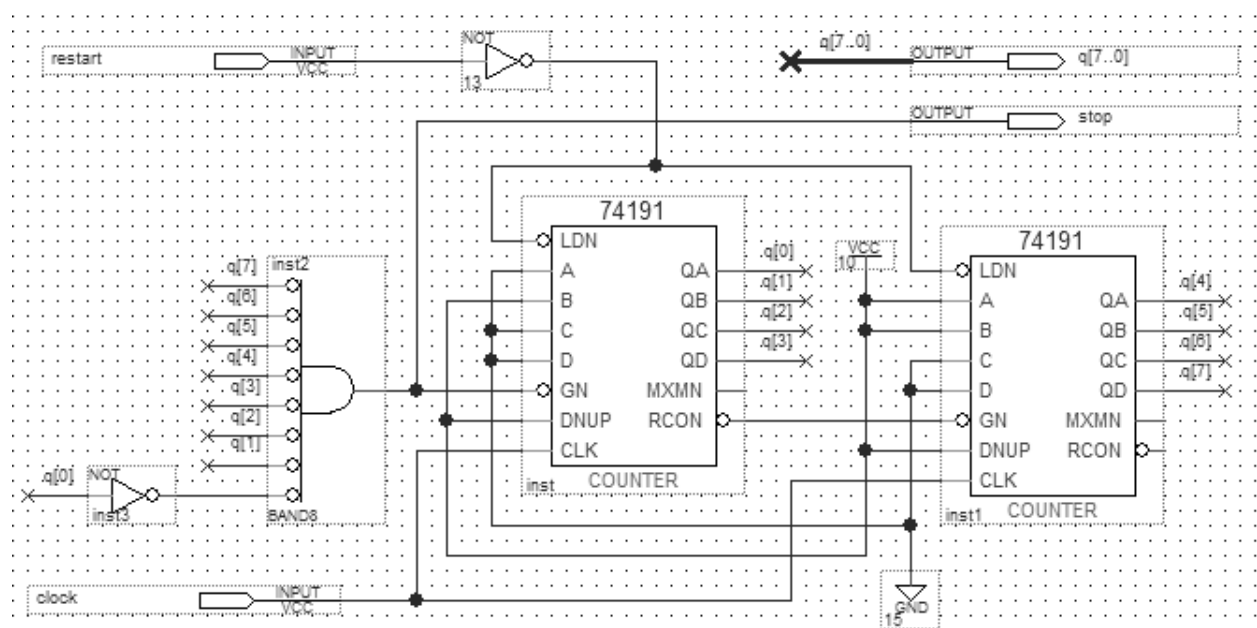 restart
INPUT
VCC
NOT
13
q[7..0]
OUTPUT
q[7..0]
OUTPUT
stop
74191
LDN
A
B
C
D
GN
DNUP
CLK
QA
QB
QC
QD
MXMN
RCON
inst
COUNTER
q[0]
q[1]
q[2]
q[3]
VCC
10
74191
LDN
A
B
C
D
GN
DNUP
CLK
QA
QB
QC
QD
MXMN
RCON
inst1
COUNTER
q[4]
q[5]
q[6]
q[7]
inst2
q[7]
q[6]
q[5]
q[4]
q[3]
q[2]
q[1]
BAND8
q[0]
NOT
inst3
clock
INPUT
VCC
GND
15